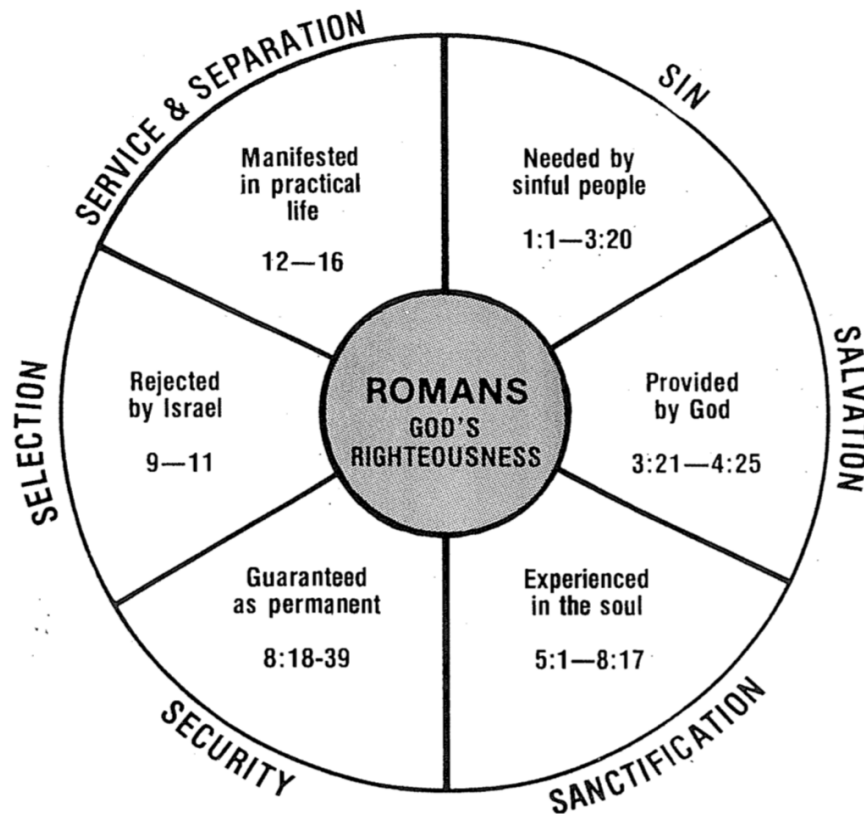 SERVICE & SEPARATION
SIN
Manifested
in practical
life
12—16
Needed by
sinful people
1:1—3:20
SELECTION
Rejected
by Israel
9—11
ROMANS
GOD'S
RIGHTEOUSNESS
Provided
by God
3:21—4:25
SALVATION
Guaranteed
as permanent
8:18-39
Experienced
in the soul
5:1—8:17
SECURITY
SANCTIFICATION